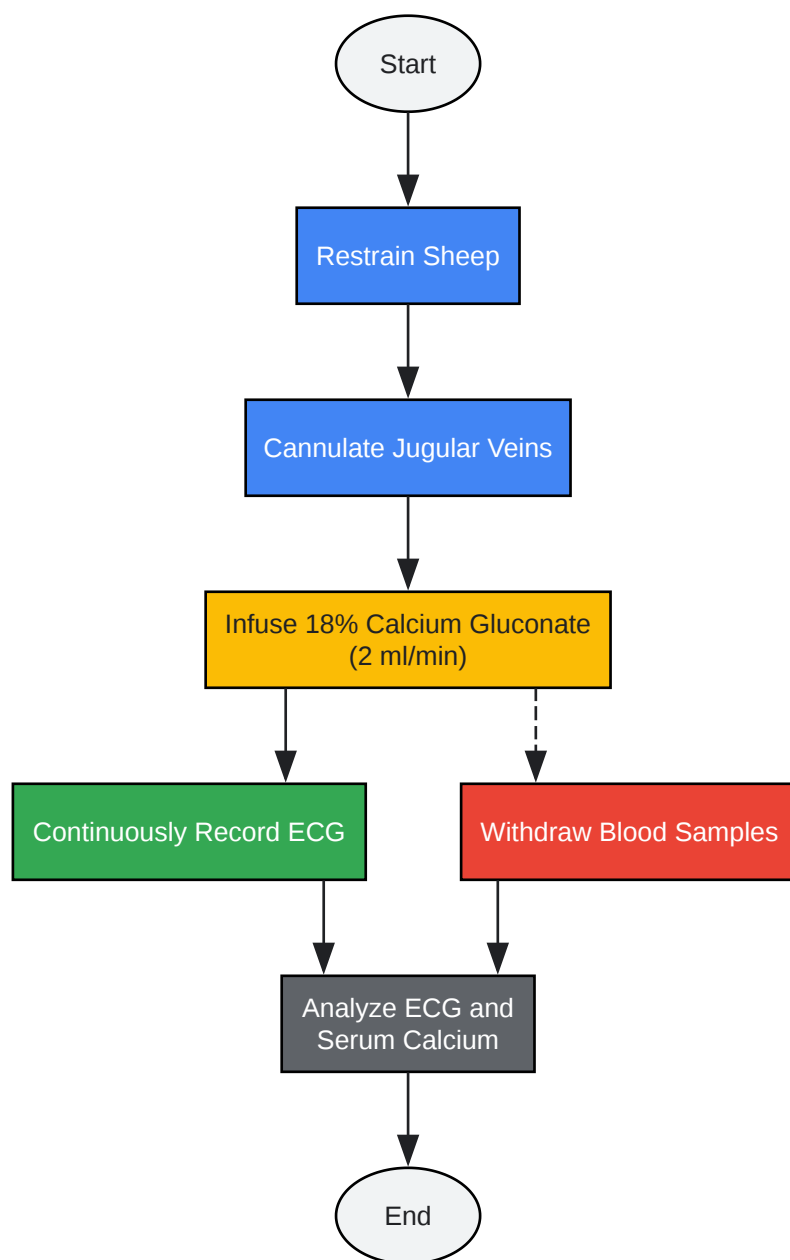 Start
Restrain Sheep
Cannulate Jugular Veins
Infuse 18% Calcium Gluconate
(2 ml/min)
Continuously Record ECG
Withdraw Blood Samples
Analyze ECG and
Serum Calcium
End